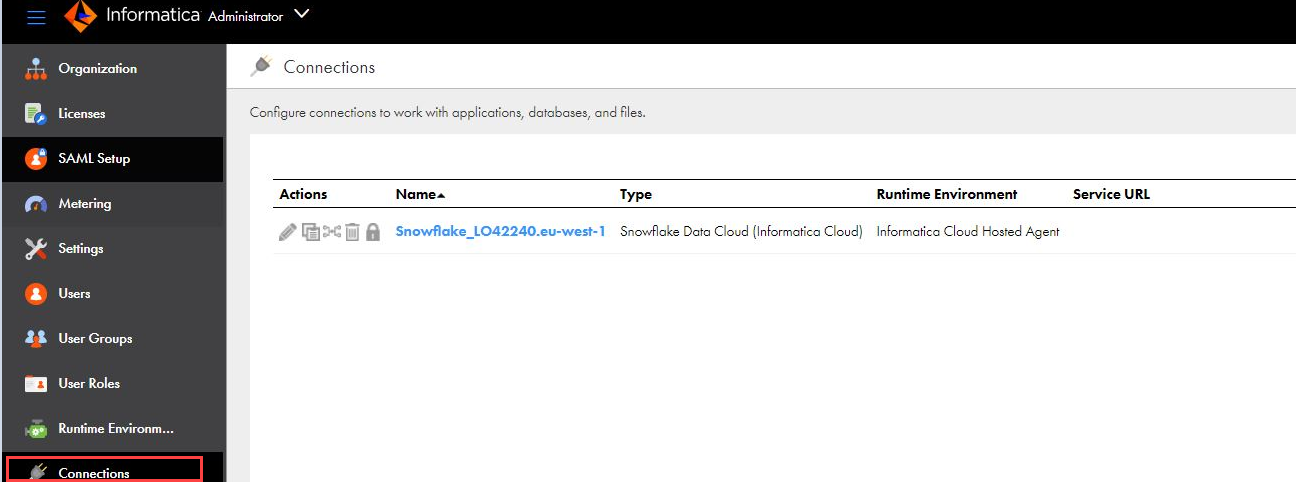 Informatica Administrator
Organization
Licenses
SAML Setup
Metering
Settings
Users
User Groups
User Roles
Runtime Environm...
Connections
Connections
Configure connections to work with applications, databases, and files.
Actions Name Type Runtime Environment Service URL
Snowflake_LO42240.eu-west-1 Snowflake Data Cloud (Informatica Cloud) Informatica Cloud Hosted Agent